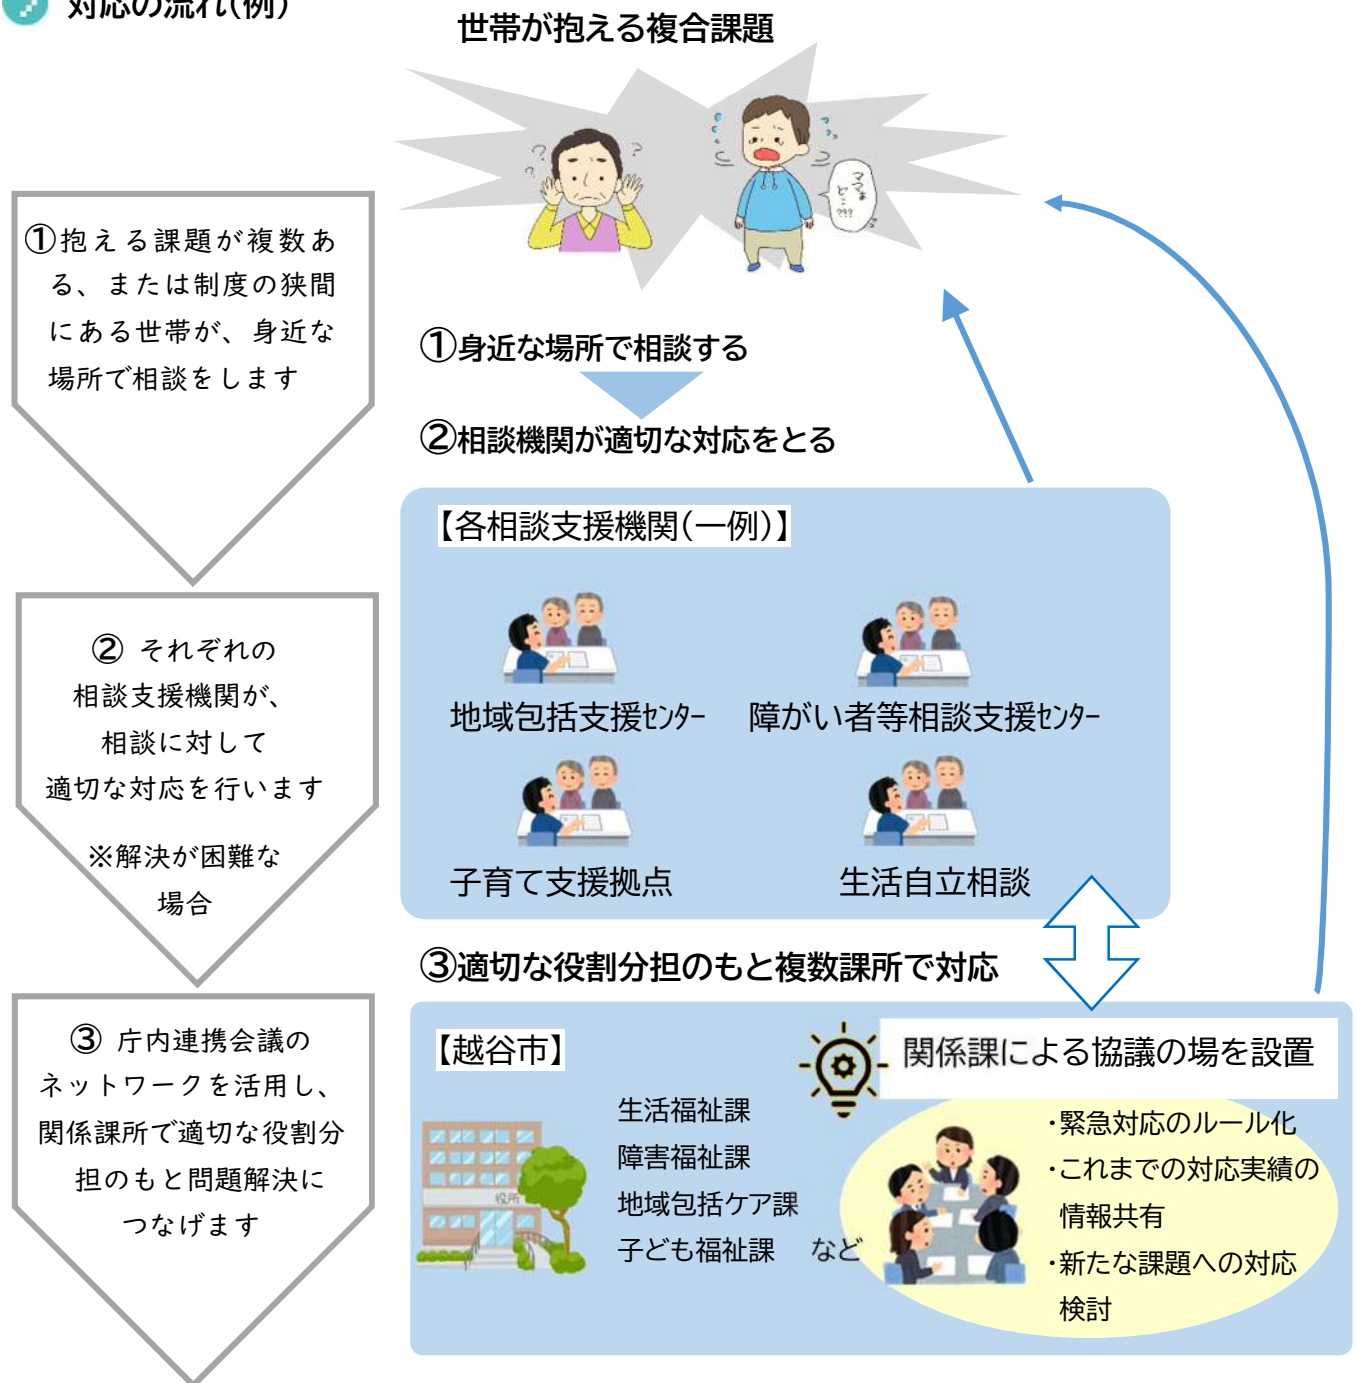 対応の流れ(例)
世帯が抱える複合課題
? ? ?
ママぁ
どこ
???
①抱える課題が複数あ
る、または制度の狭間
にある世帯が、身近な
場所で相談をします
①身近な場所で相談する
②相談機関が適切な対応をとる
② それぞれの
相談支援機関が、
相談に対して
適切な対応を行います
※解決が困難な
場合
【各相談支援機関(一例)】
地域包括支援ｾﾝﾀｰ
障がい者等相談支援ｾﾝﾀｰ
子育て支援拠点
生活自立相談
③適切な役割分担のもと複数課所で対応
③ 庁内連携会議の
ネットワークを活用し、
関係課所で適切な役割分
担のもと問題解決に
つなげます
【越谷市】
役所
生活福祉課
障害福祉課
地域包括ケア課
子ども福祉課 など
関係課による協議の場を設置
・緊急対応のルール化
・これまでの対応実績の
情報共有
・新たな課題への対応
検討